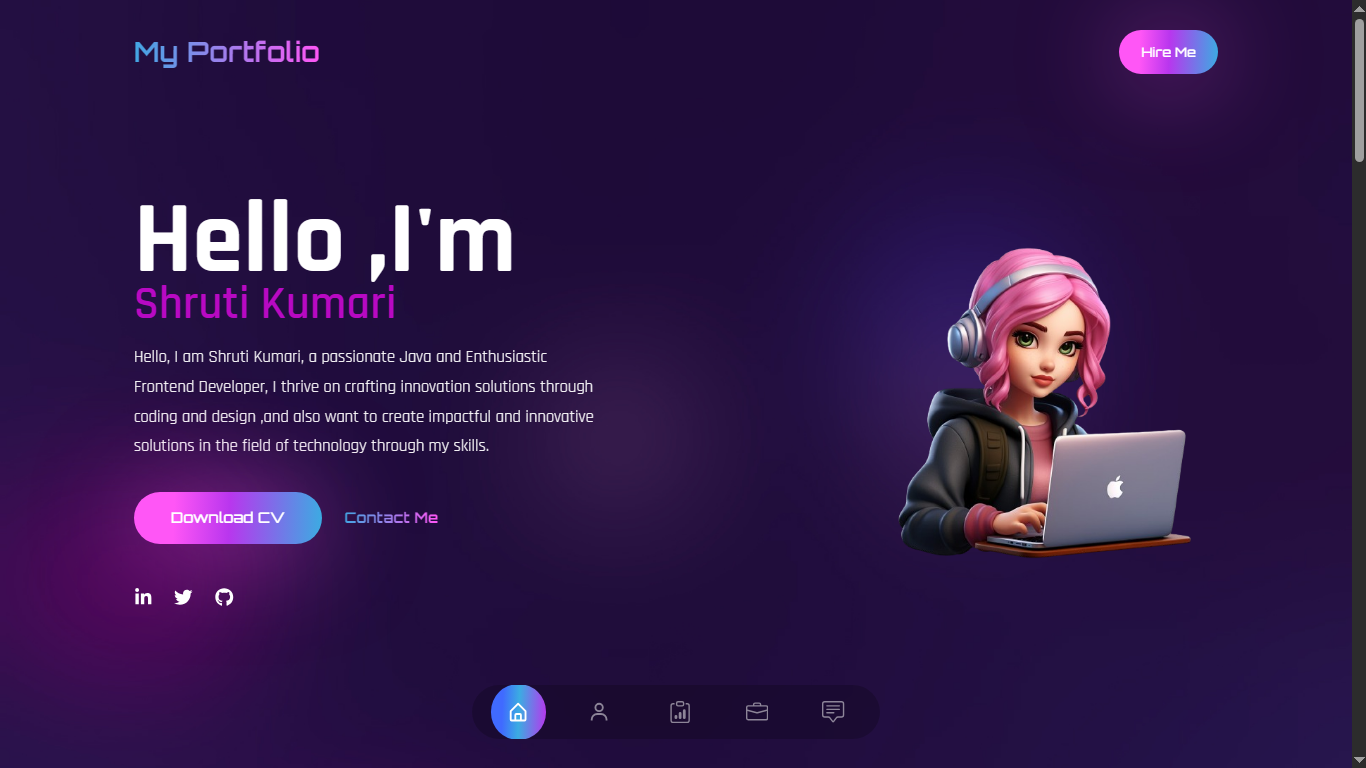 My Portfolio
Hire Me
Hello ,I'm
Shruti Kumari
Hello, I am Shruti Kumari, a passionate Java and Enthusiastic
Frontend Developer, I thrive on crafting innovation solutions through
coding and design ,and also want to create impactful and innovative
solutions in the field of technology through my skills.
Download CV
Contact Me